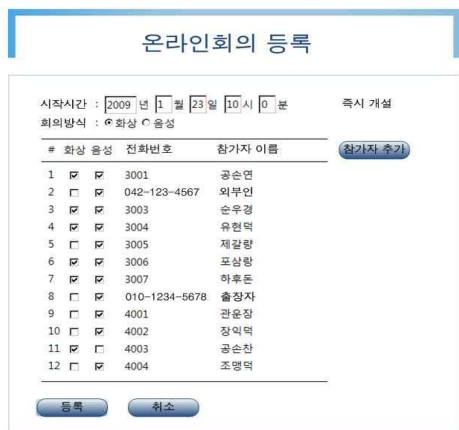 온라인회의 등록
시작시간 : 2009 년 1 월 23 일 10 시 0 분 즉시 개설
회의방식 : 화상 음성
# 화상 음성 전화번호 참가자 이름 참가자 추가
1 3001 공손연
2 042-123-4567 외부인
3 3003 순우경
4 3004 유현덕
5 3005 제갈량
6 3006 포삼랑
7 3007 하후돈
8 010-1234-5678 출장자
9 4001 관운장
10 4002 장익덕
11 4003 공손찬
12 4004 조맹덕
등록 취소